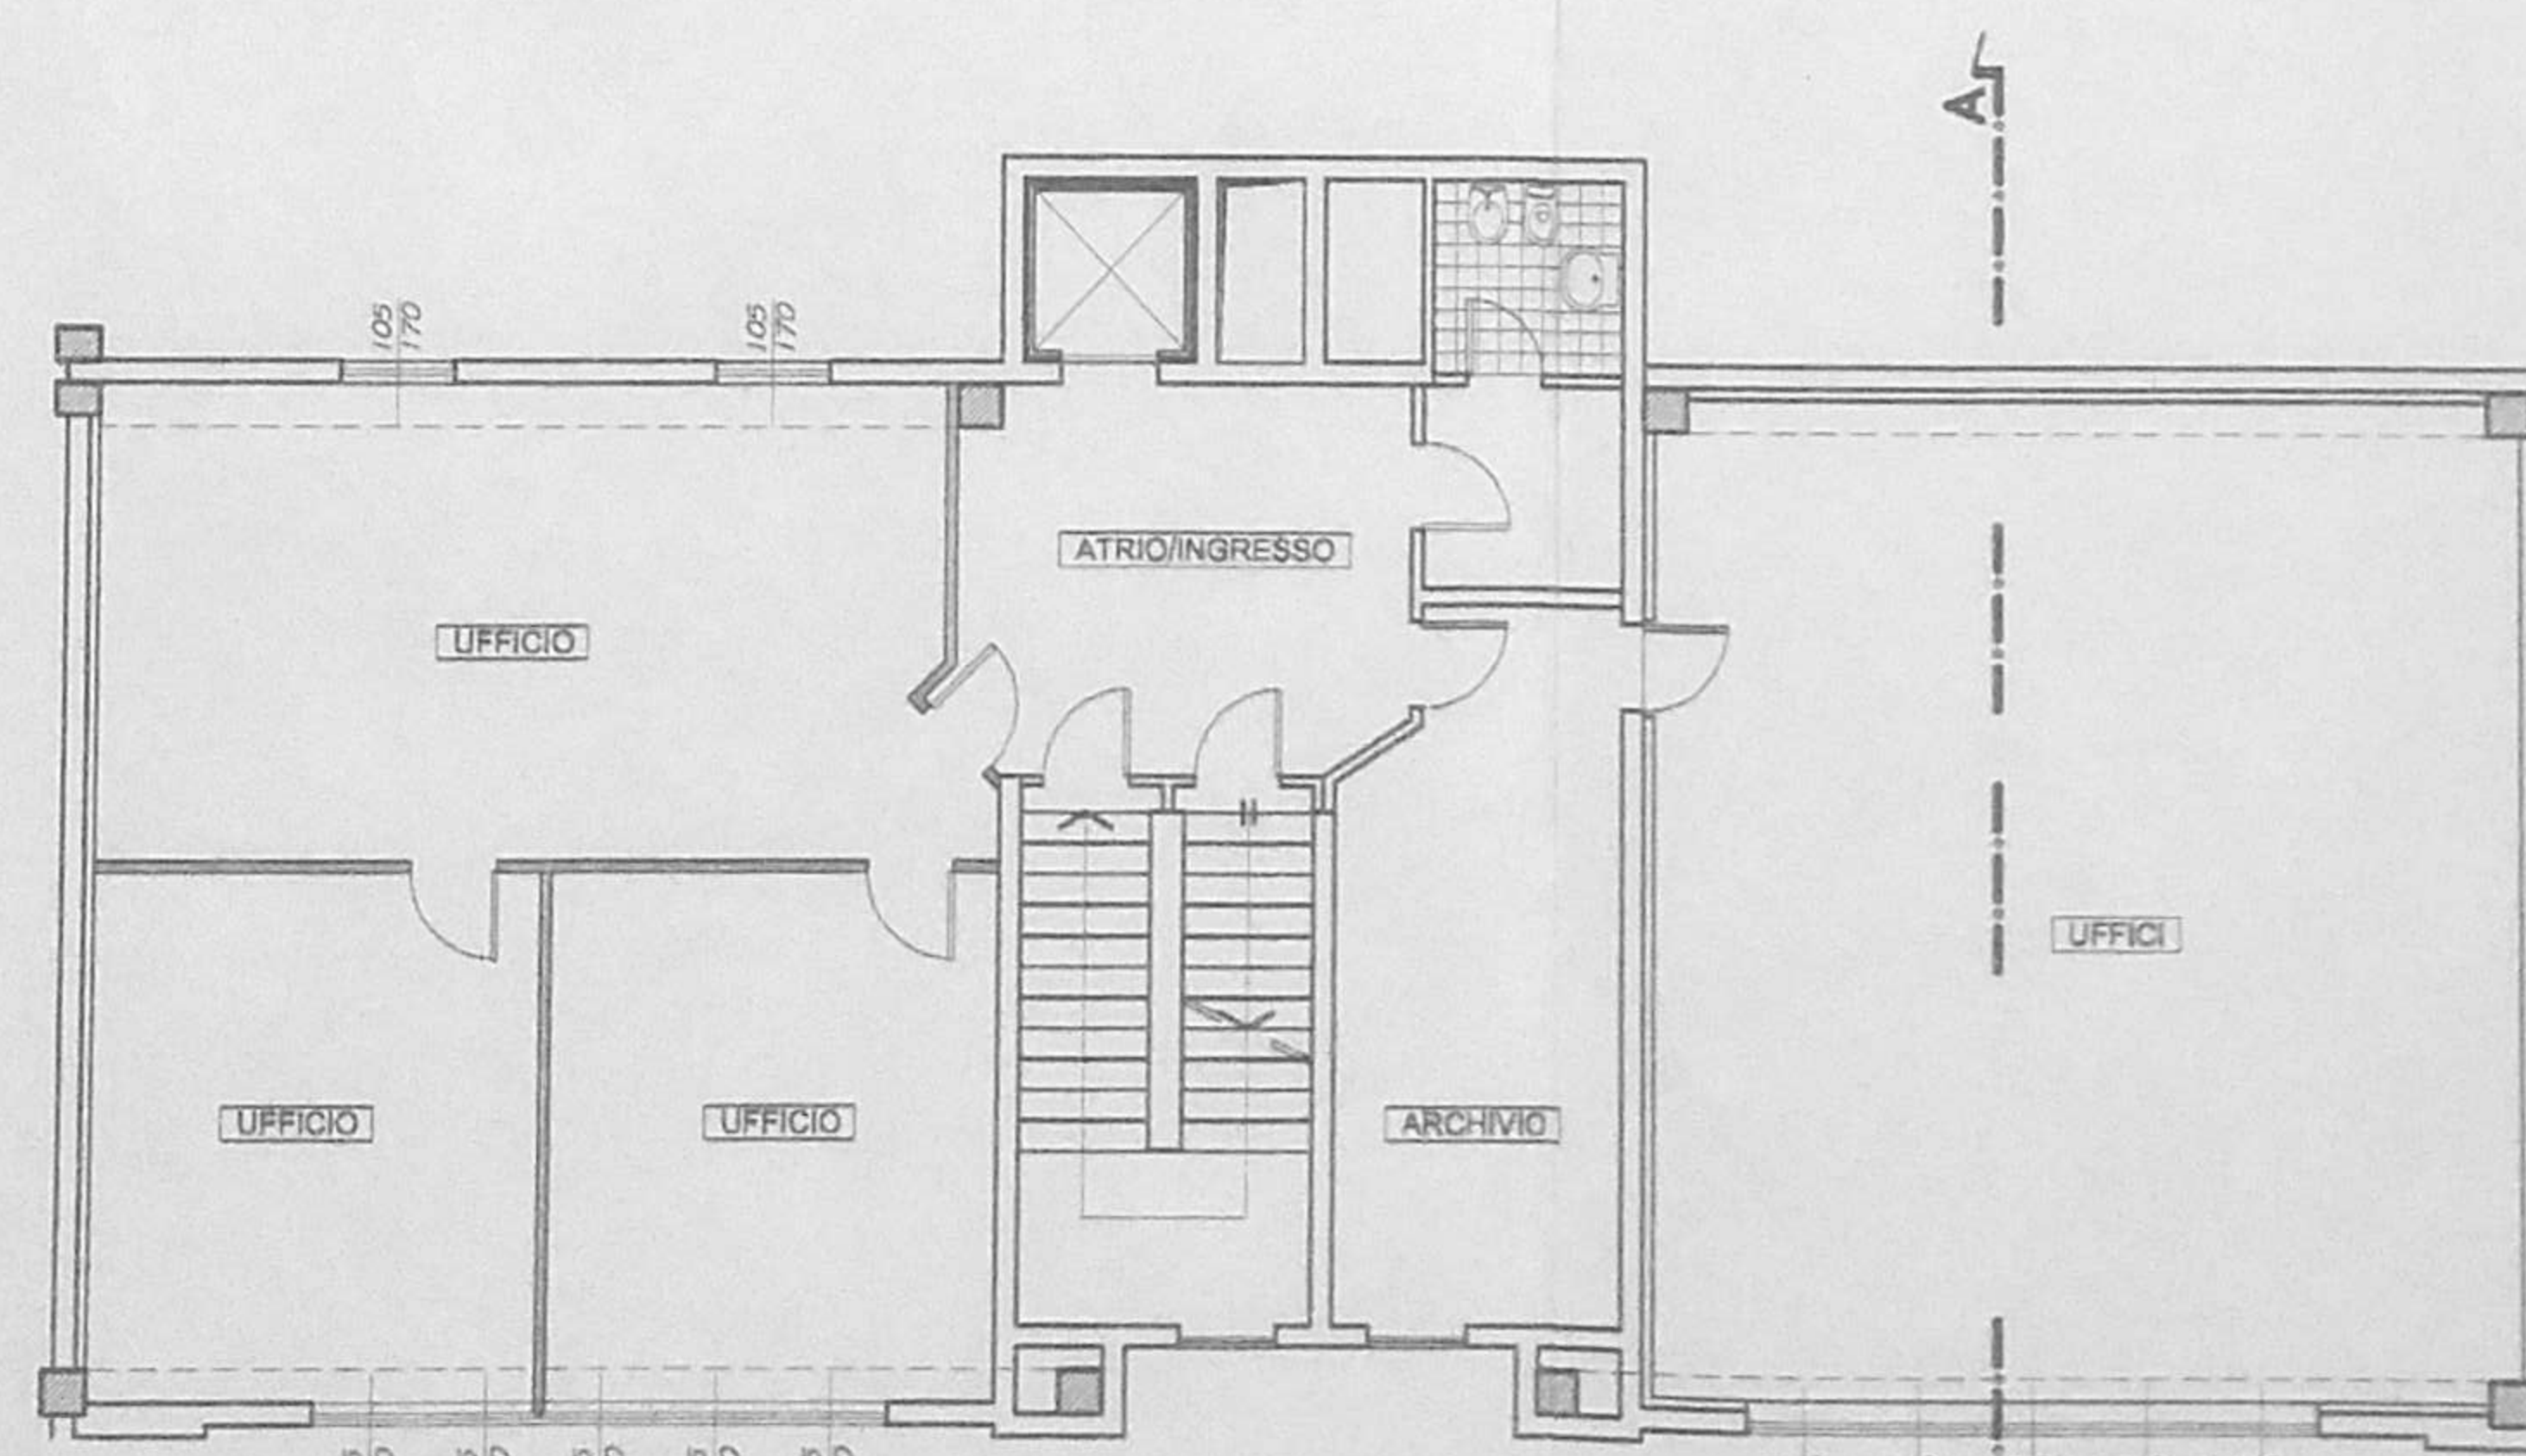 A
105
170
105
170
ATRIO/INGRESSO
UFFICIO
UFFICI
UFFICIO
UFFICIO
ARCHIVIO